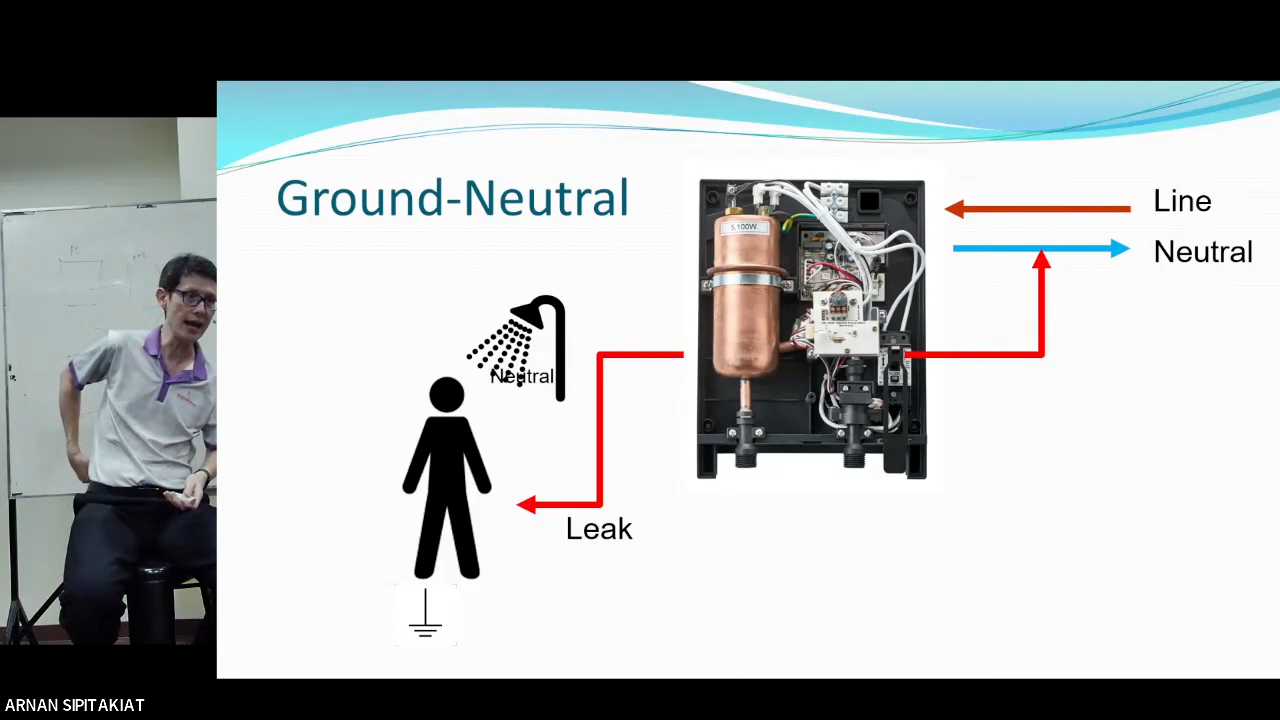 Ground-Neutral
5,100W.
Line
Neutral
Neutral
Leak
ARNAN SIPITAKIAT